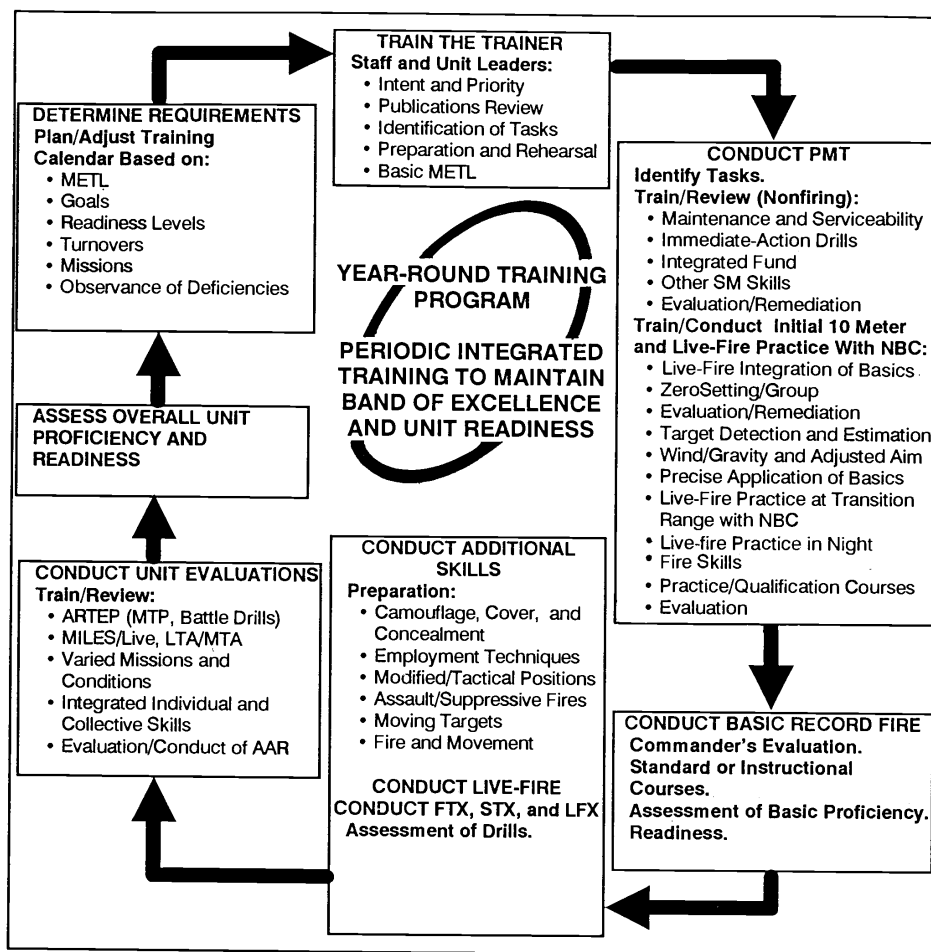 TRAIN THE TRAINER
Staff and Unit Leaders:
• Intent and Priority
• Publications Review
• Identification of Tasks
• Preparation and Rehearsal
• Basic METL
DETERMINE REQUIREMENTS
Plan/Adjust Training
Calendar Based on:
• METL
• Goals
• Readiness Levels
• Turnovers
• Missions
• Observance of Deficiencies
CONDUCT PMT
Identify Tasks.
Train/Review (Nonfiring):
• Maintenance and Serviceability
• Immediate-Action Drills
• Integrated Fund
• Other SM Skills
• Evaluation/Remediation
Train/Conduct Initial 10 Meter
and Live-Fire Practice With NBC:
• Live-Fire Integration of Basics
• ZeroSetting/Group
• Evaluation/Remediation
• Target Detection and Estimation
• Wind/Gravity and Adjusted Aim
• Precise Application of Basics
• Live-Fire Practice at Transition
Range with NBC
• Live-fire Practice in Night
• Fire Skills
• Practice/Qualification Courses
• Evaluation
YEAR-ROUND TRAINING
PROGRAM
PERIODIC INTEGRATED
TRAINING TO MAINTAIN
BAND OF EXCELLENCE
AND UNIT READINESS
ASSESS OVERALL UNIT
PROFICIENCY AND
READINESS
CONDUCT UNIT EVALUATIONS
Train/Review:
• ARTEP (MTP, Battle Drills)
• MILES/Live, LTA/MTA
• Varied Missions and
Conditions
• Integrated Individual and
Collective Skills
• Evaluation/Conduct of AAR
CONDUCT ADDITIONAL
SKILLS
Preparation:
• Camouflage, Cover, and
Concealment
• Employment Techniques
• Modified/Tactical Positions
• Assault/Suppressive Fires
• Moving Targets
• Fire and Movement
CONDUCT LIVE-FIRE
CONDUCT FTX, STX, and LFX
Assessment of Drills.
CONDUCT BASIC RECORD FIRE
Commander's Evaluation.
Standard or Instructional
Courses.
Assessment of Basic Proficiency.
Readiness.